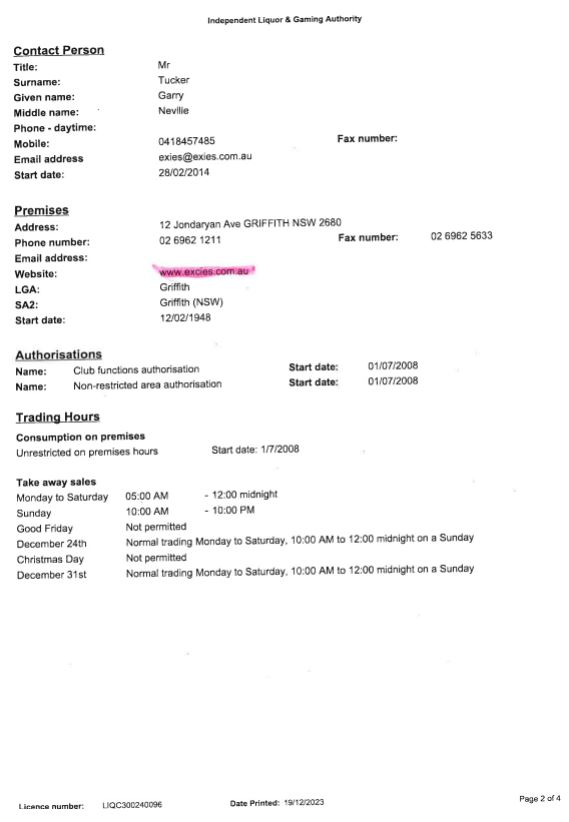 Independent Liquor & Gaming Authority
Contact Person
Title: Mr
Surname: Tucker
Given name: Garry
Middle name: Neville
Phone - daytime:
Mobile: 0418457485 Fax number:
Email address exies@exies.com.au
Start date: 28/02/2014
Premises
Address: 12 Jondaryan Ave GRIFFITH NSW 2680
Phone number: 02 6962 1211 Fax number: 02 6962 5633
Email address:
Website: www.excies.com.au
LGA: Griffith
SA2: Griffith (NSW)
Start date: 12/02/1948
Authorisations
Name: Club functions authorisation Start date: 01/07/2008
Name: Non-restricted area authorisation Start date: 01/07/2008
Trading Hours
Consumption on premises
Unrestricted on premises hours Start date: 1/7/2008
Take away sales
Monday to Saturday 05:00 AM - 12:00 midnight
Sunday 10:00 AM - 10:00 PM
Good Friday Not permitted
December 24th Normal trading Monday to Saturday, 10:00 AM to 12:00 midnight on a Sunday
Christmas Day Not permitted
December 31st Normal trading Monday to Saturday, 10:00 AM to 12:00 midnight on a Sunday
Licence number: LIQC300240096 Date Printed: 19/12/2023 Page 2 of 4